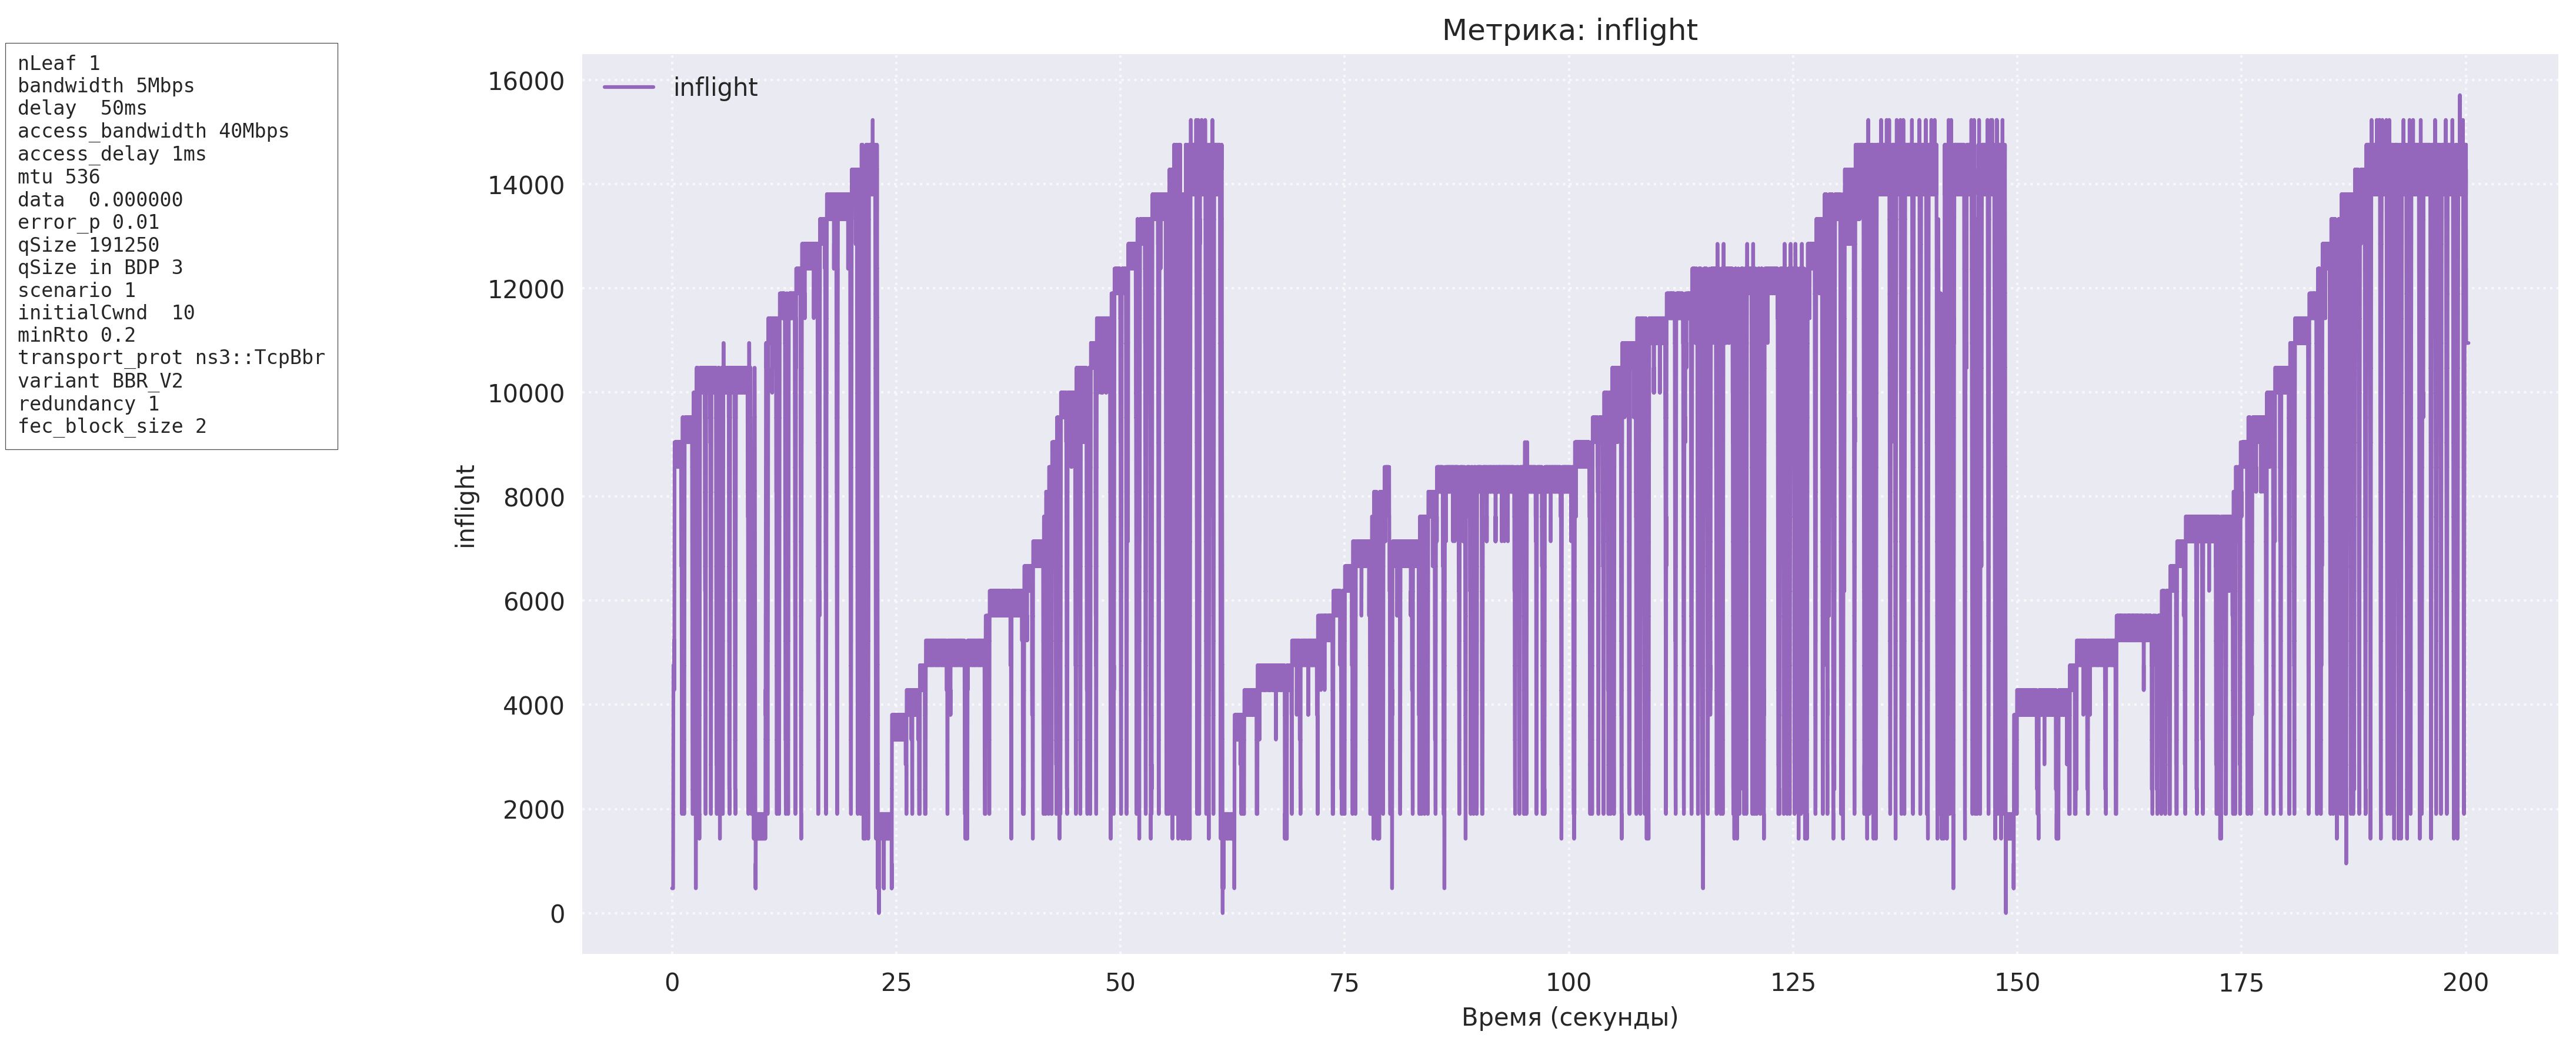 Метрика: inflight
nLeaf 1
bandwidth 5Mbps
delay  50ms
access_bandwidth 40Mbps
access_delay 1ms
mtu 536
data  0.000000
error_p 0.01
qSize 191250
qSize in BDP 3
scenario 1
initialCwnd  10
minRto 0.2
transport_prot ns3::TcpBbr
variant BBR_V2
redundancy 1
fec_block_size 2
inflight
16000
14000
12000
10000
8000
6000
4000
2000
0
inflight
0 25 50 75 100 125 150 175 200
Время (секунды)